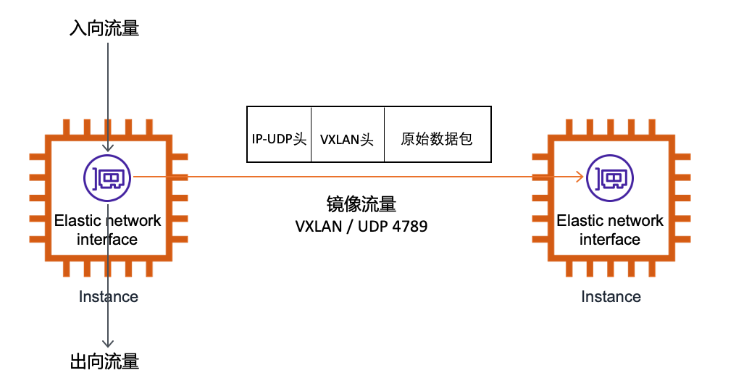 入向流量
IP-UDP头
VXLAN头
原始数据包
镜像流量
VXLAN / UDP 4789
Elastic network
interface
Instance
Elastic network
interface
Instance
出向流量